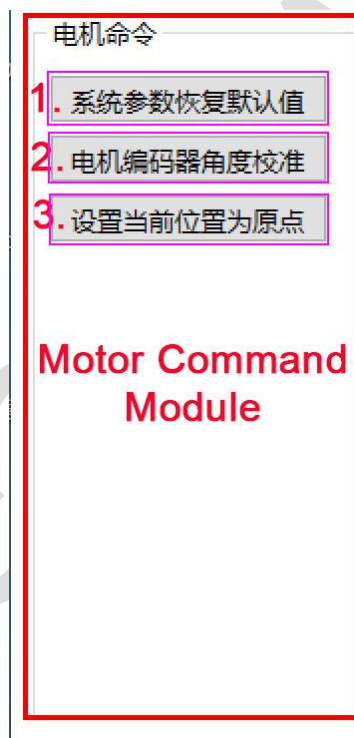 电机命令
1. 系统参数恢复默认值
2. 电机编码器角度校准
3. 设置当前位置为原点
Motor Command
Module